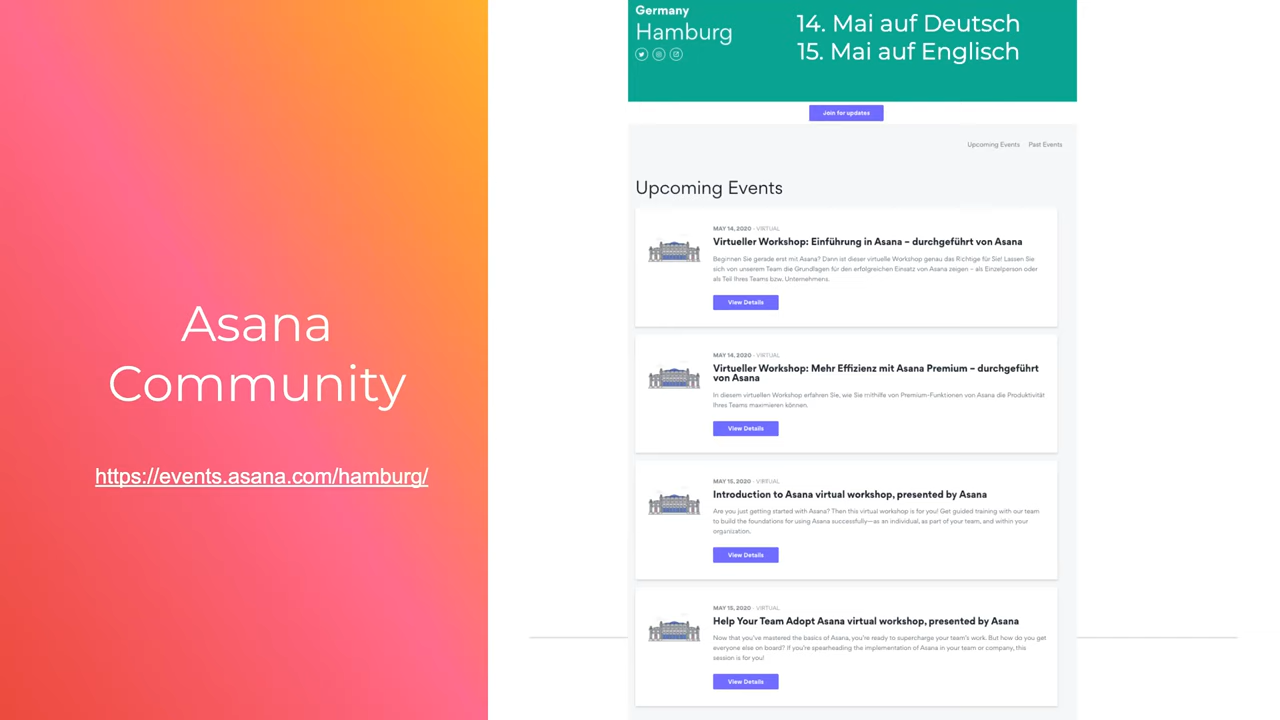 Asana
Community
https://events.asana.com/hamburg/
Germany
Hamburg
14. Mai auf Deutsch
15. Mai auf Englisch
Join for updates
Upcoming Events Past Events
Upcoming Events
MAY 14, 2020 - VIRTUAL
Virtueller Workshop: Einführung in Asana – durchgeführt von Asana
Beginnen Sie gerade erst mit Asana? Dann ist dieser virtuelle Workshop genau das Richtige für Sie! Lassen Sie
sich von unserem Team die Grundlagen für den erfolgreichen Einsatz von Asana zeigen – als Einzelperson oder
als Teil Ihres Teams bzw. Unternehmens.
View Details
MAY 14, 2020 - VIRTUAL
Virtueller Workshop: Mehr Effizienz mit Asana Premium – durchgeführt
von Asana
In diesem virtuellen Workshop erfahren Sie, wie Sie mithilfe von Premium-Funktionen von Asana die Produktivität
Ihres Teams maximieren können.
View Details
MAY 15, 2020 - VIRTUAL
Introduction to Asana virtual workshop, presented by Asana
Are you just getting started with Asana? Then this virtual workshop is for you! Get guided training with our team
to build the foundations for using Asana successfully—as an individual, as part of your team, and within your
organization.
View Details
MAY 15, 2020 - VIRTUAL
Help Your Team Adopt Asana virtual workshop, presented by Asana
Now that you've mastered the basics of Asana, you're ready to supercharge your team's work. But how do you get
everyone else on board? If you're spearheading the implementation of Asana in your team or company, this
session is for you!
View Details